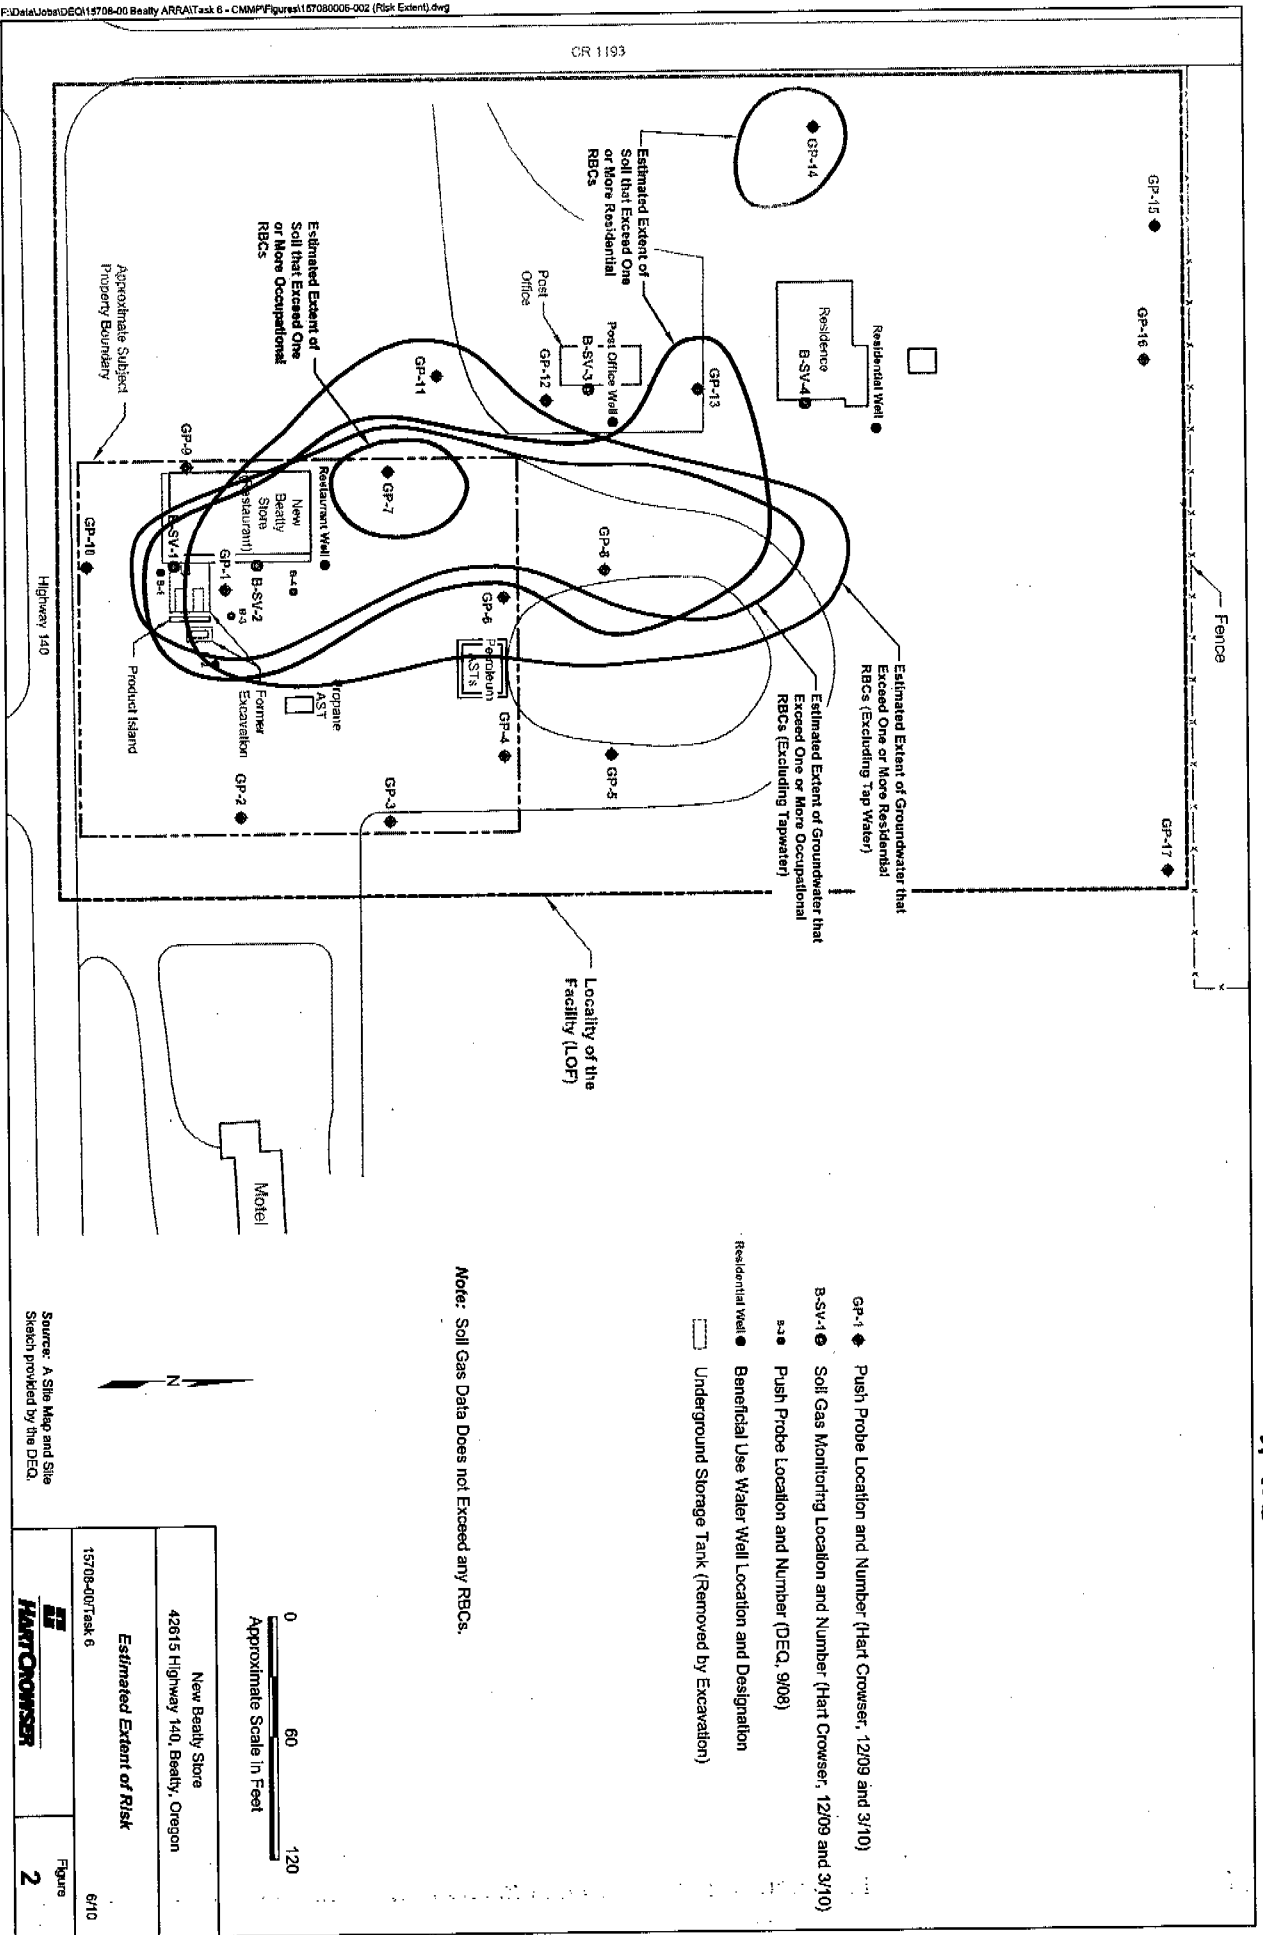 F:\Data\Jobs\DEQ\15708-00 Beatty ARRA\Task 6 - CMMP\Figures\157080006-002 (Risk Extent).dwg
CR 1193
Fence
GP-15
GP-16
GP-17
GP-14
Residential Well
Residence
B-SV-4
Estimated Extent of
Soil that Exceed One
or More Residential
RBCs
GP-13
Post Office Well
B-SV-3
Post
Office
GP-12
GP-11
Estimated Extent of
Soil that Exceed One
or More Occupational
RBCs
Approximate Subject
Property Boundary
GP-7
GP-9
Restaurant Well
New
Beatty
Store
(Restaurant)
B-SV-1
GP-10
GP-1
B-SV-2
B-4
B-3
GP-8
GP-6
Petroleum
ASTs
GP-4
GP-5
Propane
AST
Former
Excavation
Product Island
GP-2
GP-3
Highway 140
Estimated Extent of Groundwater that
Exceed One or More Residential
RBCs (Excluding Tap Water)
Estimated Extent of Groundwater that
Exceed One or More Occupational
RBCs (Excluding Tapwater)
Locality of the
Facility (LOF)
Motel
GP-1 Push Probe Location and Number (Hart Crowser, 12/09 and 3/10)
B-SV-1 Soil Gas Monitoring Location and Number (Hart Crowser, 12/09 and 3/10)
B-3 Push Probe Location and Number (DEQ, 9/08)
Residential Well Beneficial Use Water Well Location and Designation
Underground Storage Tank (Removed by Excavation)
Note: Soil Gas Data Does not Exceed any RBCs.
N
Source: A Site Map and Site
Sketch provided by the DEQ.
0 60 120
Approximate Scale in Feet
New Beatty Store
42615 Highway 140, Beatty, Oregon
Estimated Extent of Risk
15708-00/Task 6 6/10
HARTCROWSER
Figure
2